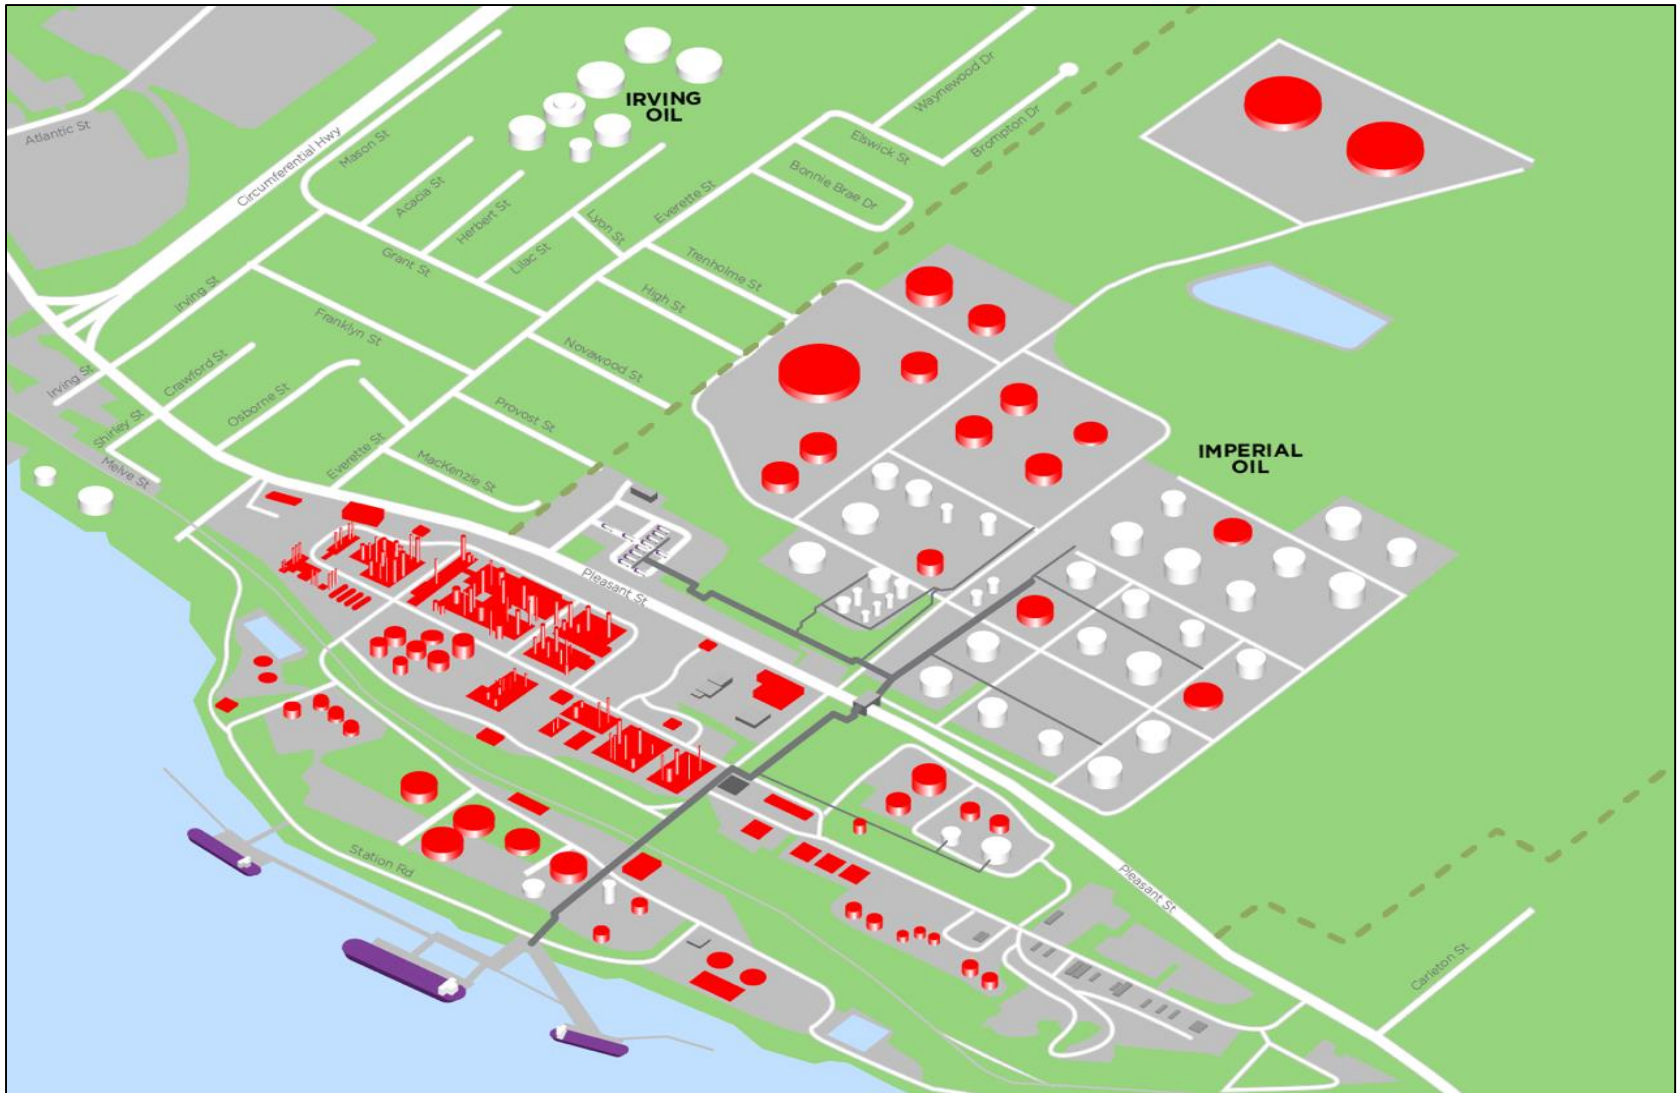 IRVING
OIL
Waynewood Dr
Atlantic St
Circumferential Hwy
Mason St
Elswick St
Brompton Dr
Acacia St
Bonnie Brae Dr
Herbert St
Everette St
Lyon St
Lilac St
Grant St
Trenholme St
Irving St
High St
Franklyn St
Novawood St
Irving St
Crawford St
Osborne St
Provost St
Shirley St
Everette St
MacKenzie St
Melve St
IMPERIAL
OIL
Pleasant St
Station Rd
Pleasant St
Carleton St